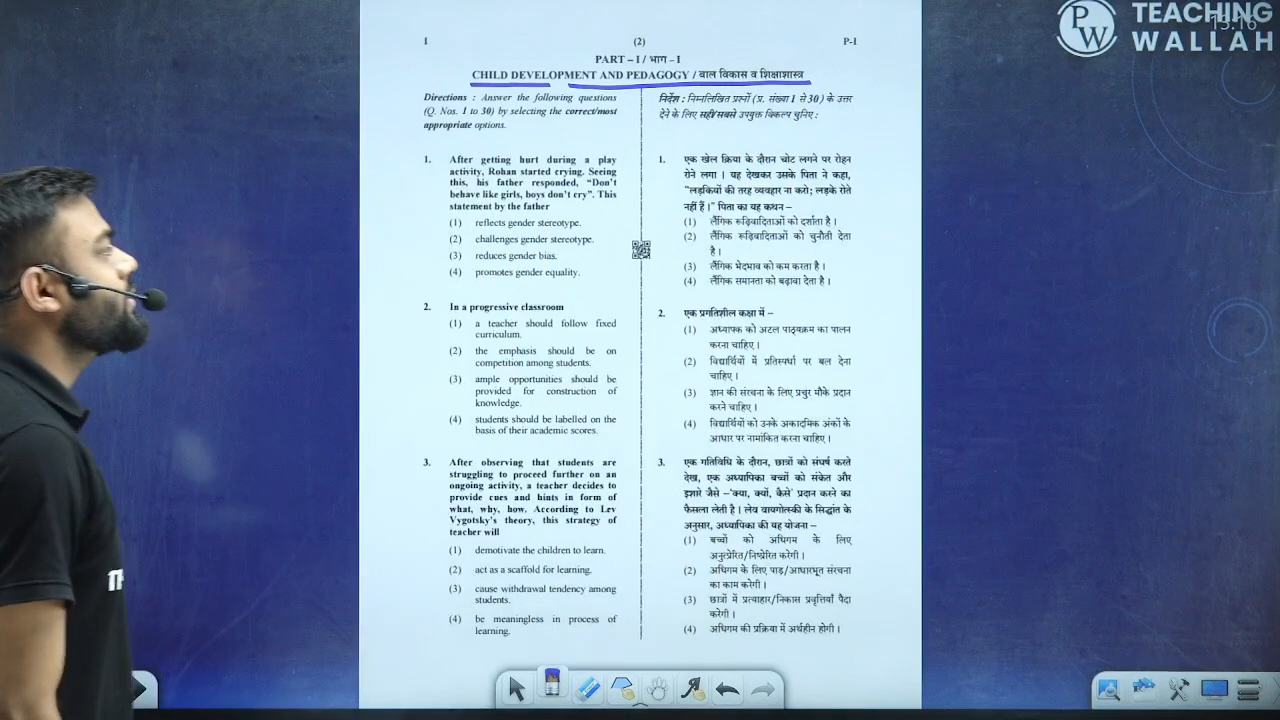 TEACHING
WALLAH
PW
13:16
I (2) P-I
PART – I / भाग – I
CHILD DEVELOPMENT AND PEDAGOGY / बाल विकास व शिक्षाशास्त्र
Directions : Answer the following questions
(Q. Nos. 1 to 30) by selecting the correct/most
appropriate options.
1. After getting hurt during a play
activity, Rohan started crying. Seeing
this, his father responded, “Don’t
behave like girls, boys don’t cry”. This
statement by the father
(1) reflects gender stereotype.
(2) challenges gender stereotype.
(3) reduces gender bias.
(4) promotes gender equality.
2. In a progressive classroom
(1) a teacher should follow fixed
curriculum.
(2) the emphasis should be on
competition among students.
(3) ample opportunities should be
provided for construction of
knowledge.
(4) students should be labelled on the
basis of their academic scores.
3. After observing that students are
struggling to proceed further on an
ongoing activity, a teacher decides to
provide cues and hints in form of
what, why, how. According to Lev
Vygotsky’s theory, this strategy of
teacher will
(1) demotivate the children to learn.
(2) act as a scaffold for learning.
(3) cause withdrawal tendency among
students.
(4) be meaningless in process of
learning.
निर्देश : निम्नलिखित प्रश्नों (प्र. संख्या 1 से 30) के उत्तर
देने के लिए सही/सबसे उपयुक्त विकल्प चुनिए :
1. एक खेल क्रिया के दौरान चोट लगने पर रोहन
रोने लगा । यह देखकर उसके पिता ने कहा,
“लड़कियों की तरह व्यवहार ना करो; लड़के रोते
नहीं हैं ।” पिता का यह कथन –
(1) लैंगिक रूढ़िवादिताओं को दर्शाता है ।
(2) लैंगिक रूढ़िवादिताओं को चुनौती देता
है ।
(3) लैंगिक भेदभाव को कम करता है ।
(4) लैंगिक समानता को बढ़ावा देता है ।
2. एक प्रगतिशील कक्षा में –
(1) अध्यापक को अटल पाठ्यक्रम का पालन
करना चाहिए ।
(2) विद्यार्थियों में प्रतिस्पर्धा पर बल देना
चाहिए ।
(3) ज्ञान की संरचना के लिए प्रचुर मौके प्रदान
करने चाहिए ।
(4) विद्यार्थियों को उनके अकादमिक अंकों के
आधार पर नामांकित करना चाहिए ।
3. एक गतिविधि के दौरान, छात्रों को संघर्ष करते
देख, एक अध्यापिका बच्चों को संकेत और
इशारे जैसे –‘क्या, क्यों, कैसे’ प्रदान करने का
फैसला लेती है । लेव वायगोत्स्की के सिद्धांत के
अनुसार, अध्यापिका की यह योजना –
(1) बच्चों को अधिगम के लिए
अनुत्प्रेरित/निष्प्रेरित करेगी ।
(2) अधिगम के लिए पाड़/आधारभूत संरचना
का काम करेगी ।
(3) छात्रों में प्रत्याहार/निकास प्रवृत्तियाँ पैदा
करेगी ।
(4) अधिगम की प्रक्रिया में अर्थहीन होगी ।